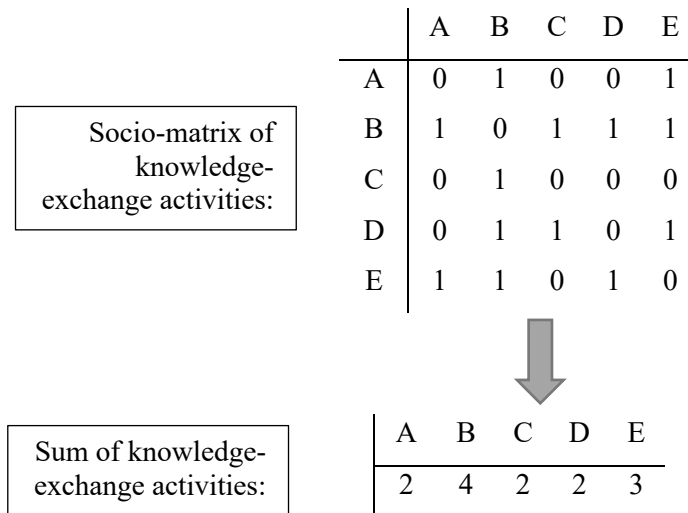 A B C D E
A 0 1 0 0 1
B 1 0 1 1 1
C 0 1 0 0 0
D 0 1 1 0 1
E 1 1 0 1 0
Socio-matrix of
knowledge-
exchange activities:
A B C D E
2 4 2 2 3
Sum of knowledge-
exchange activities: